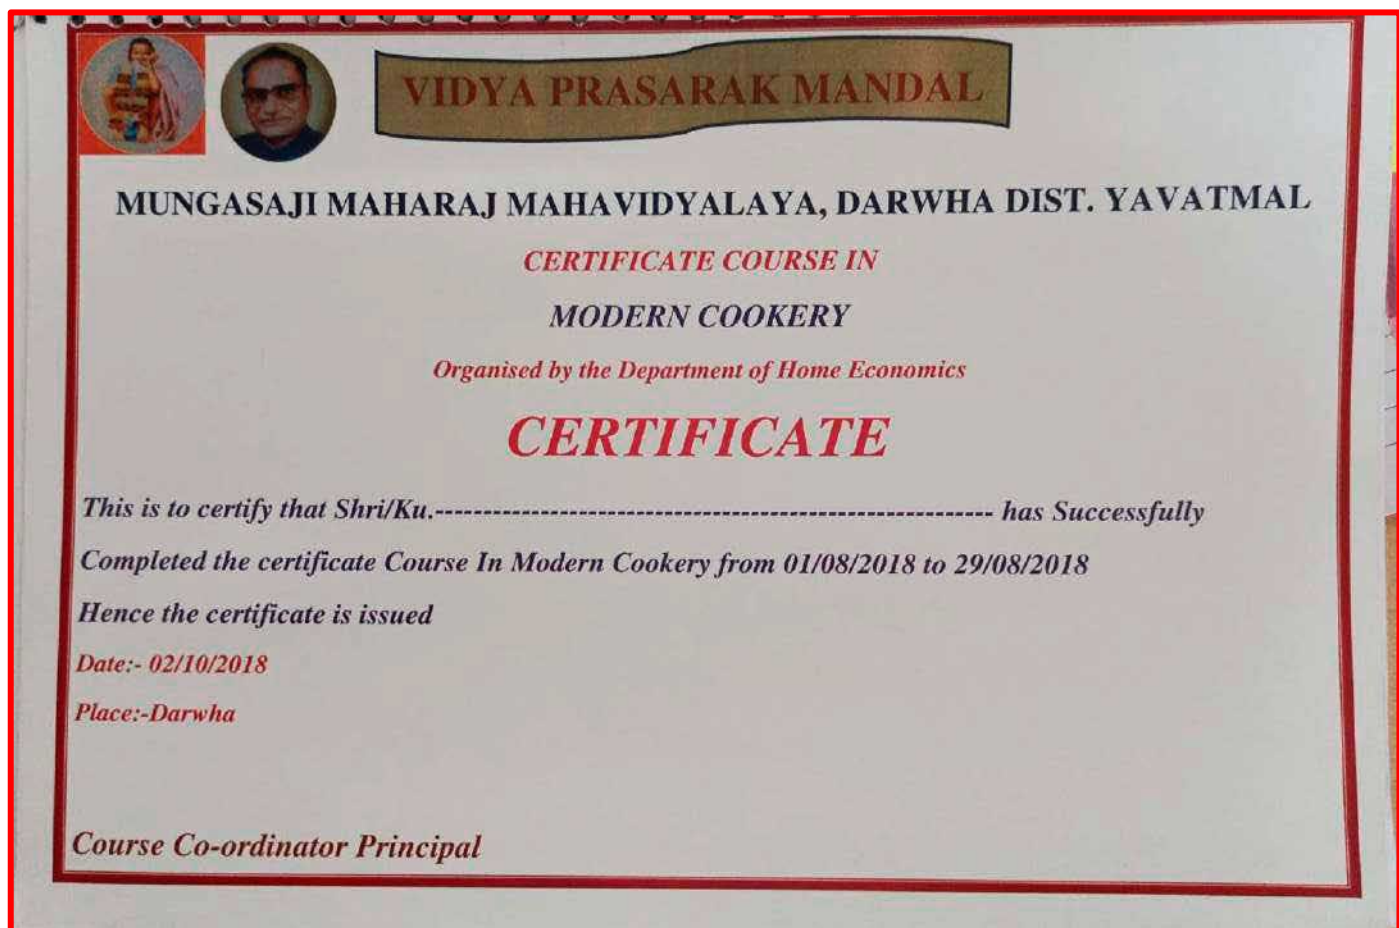 VIDYA PRASARAK MANDAL
MUNGASAJI MAHARAJ MAHAVIDYALAYA, DARWHA DIST. YAVATMAL
CERTIFICATE COURSE IN
MODERN COOKERY
Organised by the Department of Home Economics
CERTIFICATE
This is to certify that Shri/Ku.----------------------------------------------------------- has Successfully
Completed the certificate Course In Modern Cookery from 01/08/2018 to 29/08/2018
Hence the certificate is issued
Date:- 02/10/2018
Place:-Darwha
Course Co-ordinator Principal